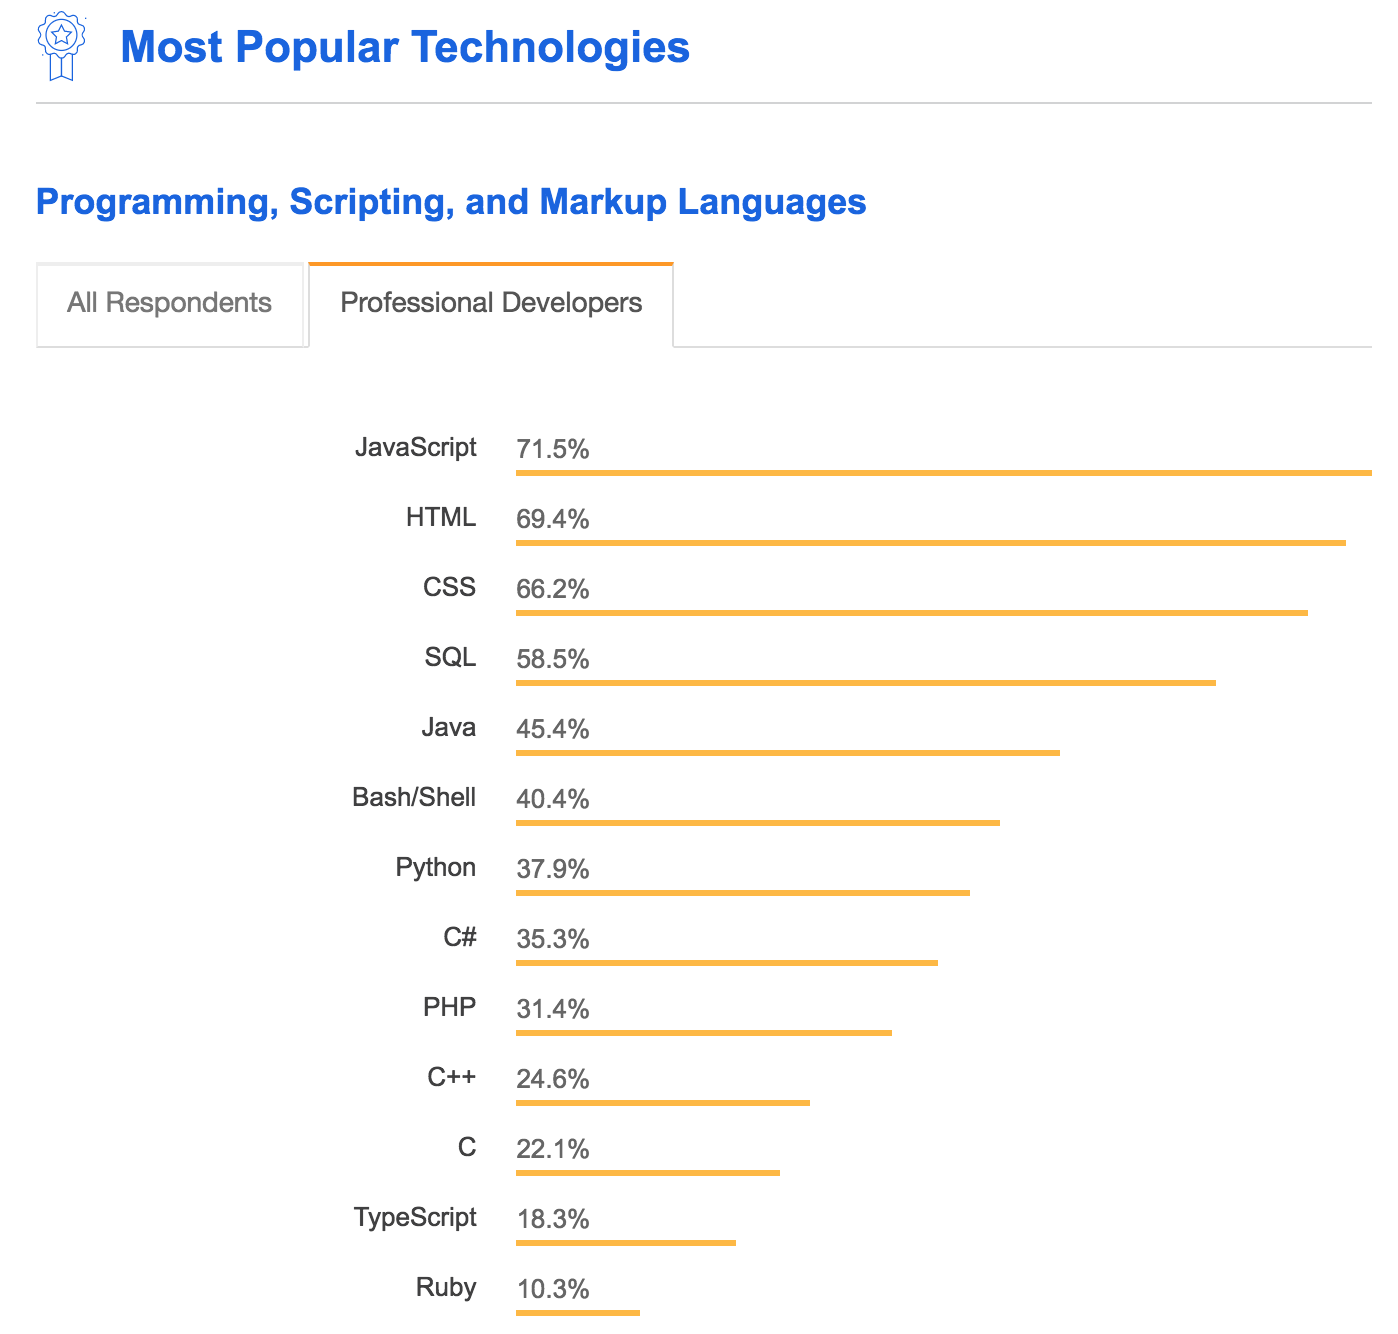 Most Popular Technologies
Programming, Scripting, and Markup Languages
All Respondents
Professional Developers
JavaScript 71.5%
HTML 69.4%
CSS 66.2%
SQL 58.5%
Java 45.4%
Bash/Shell 40.4%
Python 37.9%
C# 35.3%
PHP 31.4%
C++ 24.6%
C 22.1%
TypeScript 18.3%
Ruby 10.3%